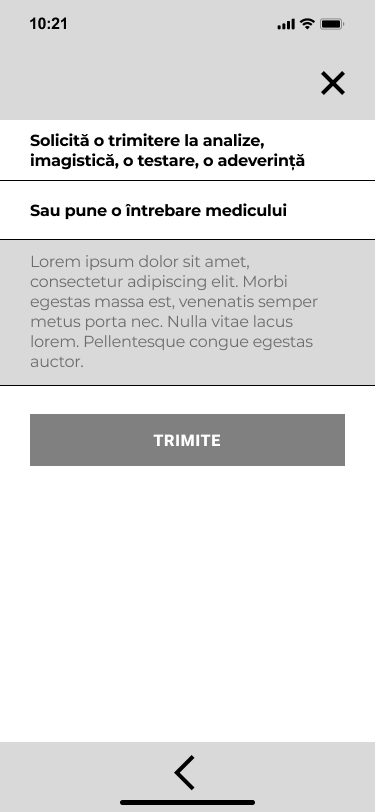 10:21
Solicită o trimitere la analize,
imagistică, o testare, o adeverință
Sau pune o întrebare medicului
Lorem ipsum dolor sit amet,
consectetur adipiscing elit. Morbi
egestas massa est, venenatis semper
metus porta nec. Nulla vitae lacus
lorem. Pellentesque congue egestas
auctor.
TRIMITE